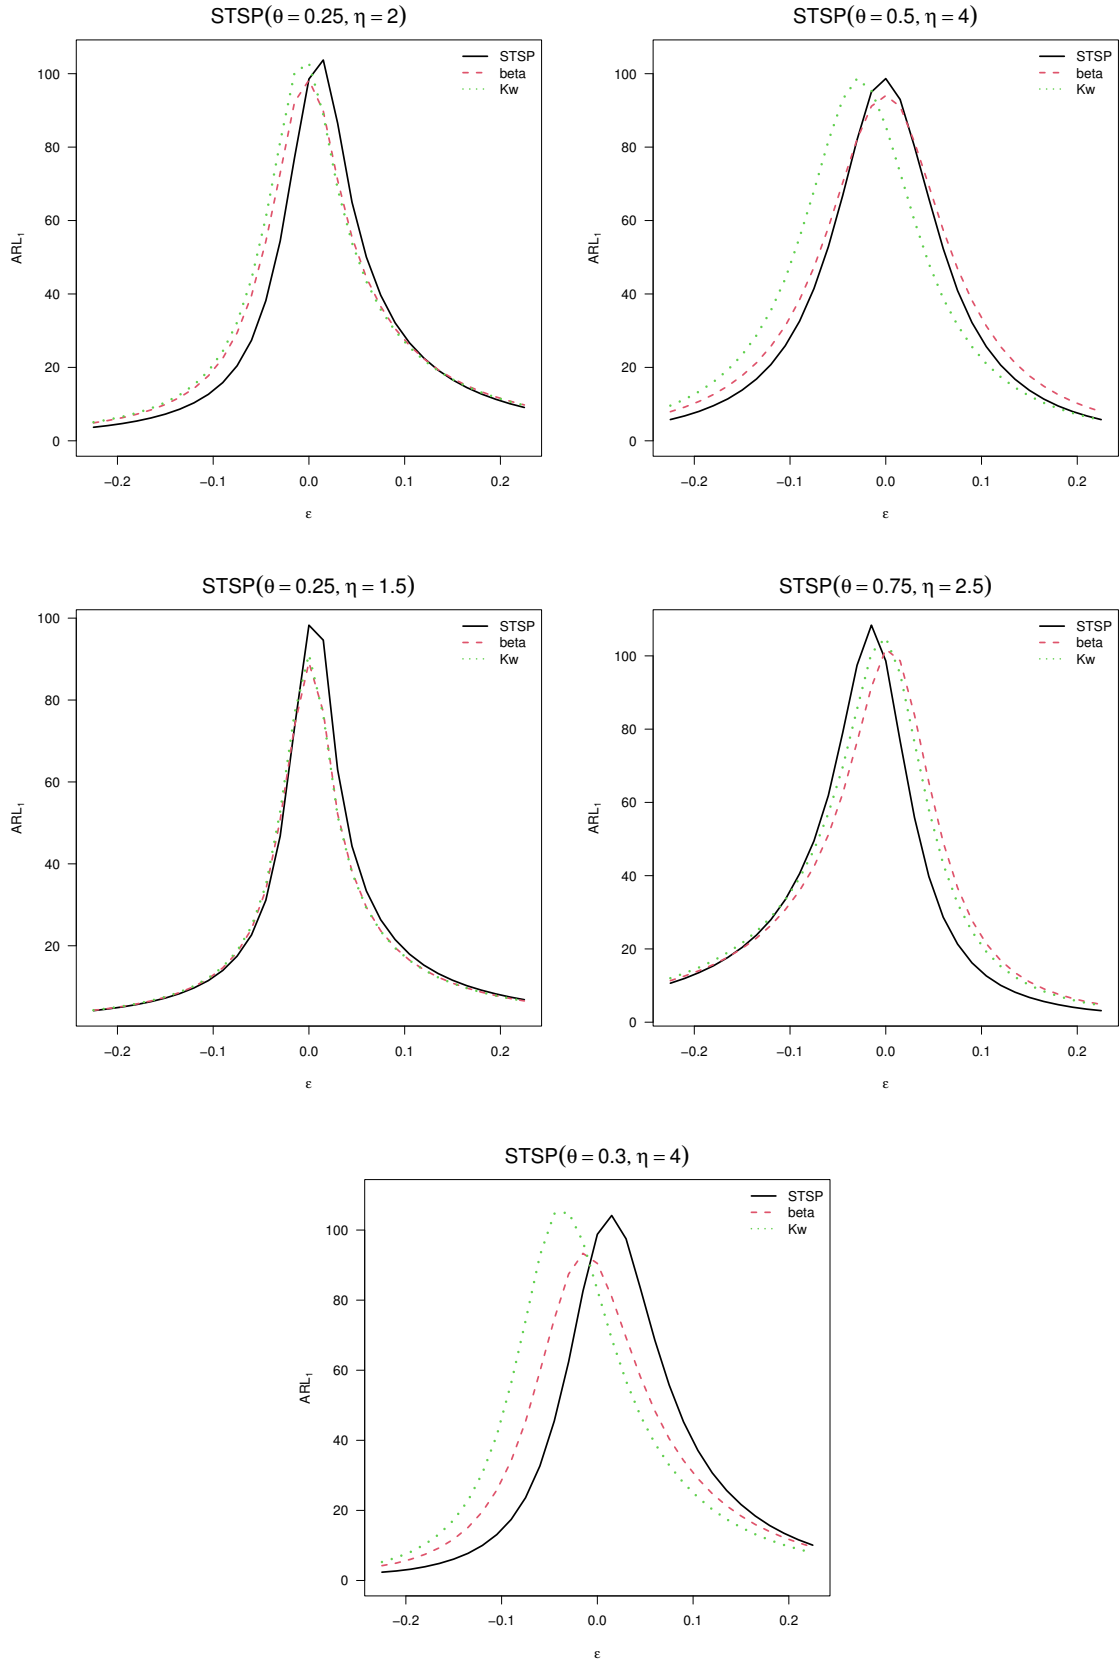 STSP(θ = 0.25, η = 2)
STSP
beta
Kw
100
80
60
40
20
0
ARL₁
−0.2 −0.1 0.0 0.1 0.2
ε
STSP(θ = 0.5, η = 4)
STSP
beta
Kw
100
80
60
40
20
0
ARL₁
−0.2 −0.1 0.0 0.1 0.2
ε
STSP(θ = 0.25, η = 1.5)
STSP
beta
Kw
100
80
60
40
20
ARL₁
−0.2 −0.1 0.0 0.1 0.2
ε
STSP(θ = 0.75, η = 2.5)
STSP
beta
Kw
100
80
60
40
20
0
ARL₁
−0.2 −0.1 0.0 0.1 0.2
ε
STSP(θ = 0.3, η = 4)
STSP
beta
Kw
100
80
60
40
20
0
ARL₁
−0.2 −0.1 0.0 0.1 0.2
ε